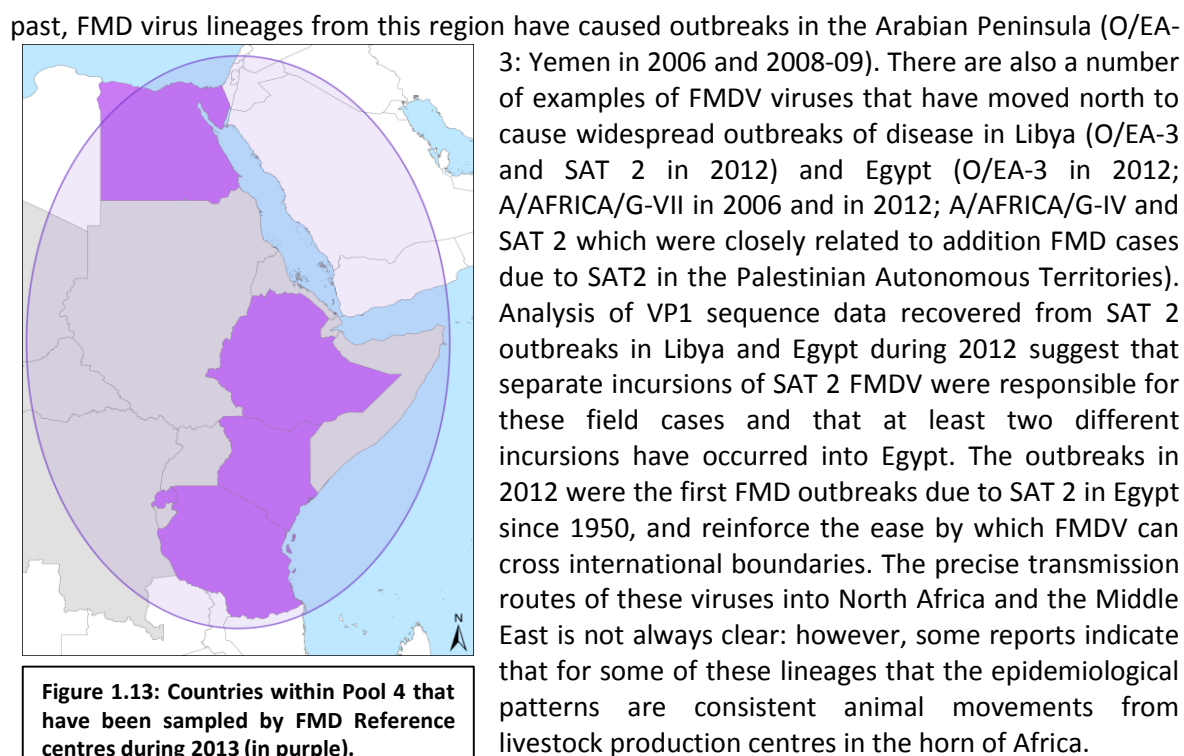 past, FMD virus lineages from this region have caused outbreaks in the Arabian Peninsula (O/EA-
3: Yemen in 2006 and 2008-09). There are also a number
of examples of FMDV viruses that have moved north to
cause widespread outbreaks of disease in Libya (O/EA-3
and SAT 2 in 2012) and Egypt (O/EA-3 in 2012;
A/AFRICA/G-VII in 2006 and in 2012; A/AFRICA/G-IV and
SAT 2 which were closely related to addition FMD cases
due to SAT2 in the Palestinian Autonomous Territories).
Analysis of VP1 sequence data recovered from SAT 2
outbreaks in Libya and Egypt during 2012 suggest that
separate incursions of SAT 2 FMDV were responsible for
these field cases and that at least two different
incursions have occurred into Egypt. The outbreaks in
2012 were the first FMD outbreaks due to SAT 2 in Egypt
since 1950, and reinforce the ease by which FMDV can
cross international boundaries. The precise transmission
routes of these viruses into North Africa and the Middle
East is not always clear: however, some reports indicate
that for some of these lineages that the epidemiological
patterns are consistent animal movements from
livestock production centres in the horn of Africa.
N
Figure 1.13: Countries within Pool 4 that
have been sampled by FMD Reference
centres during 2013 (in purple).